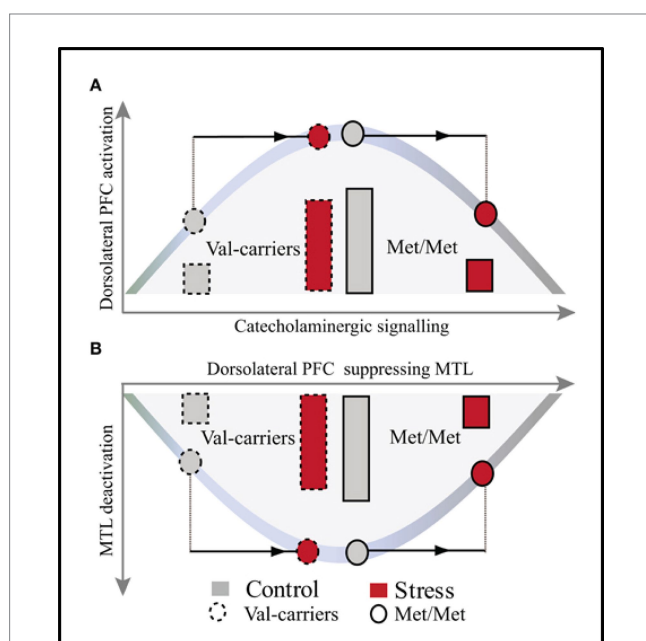 A
Dorsolateral PFC activation
Val-carriers
Met/Met
Catecholaminergic signalling
B
Dorsolateral PFC suppressing MTL
MTL deactivation
Val-carriers
Met/Met
Control
Stress
Val-carriers
Met/Met